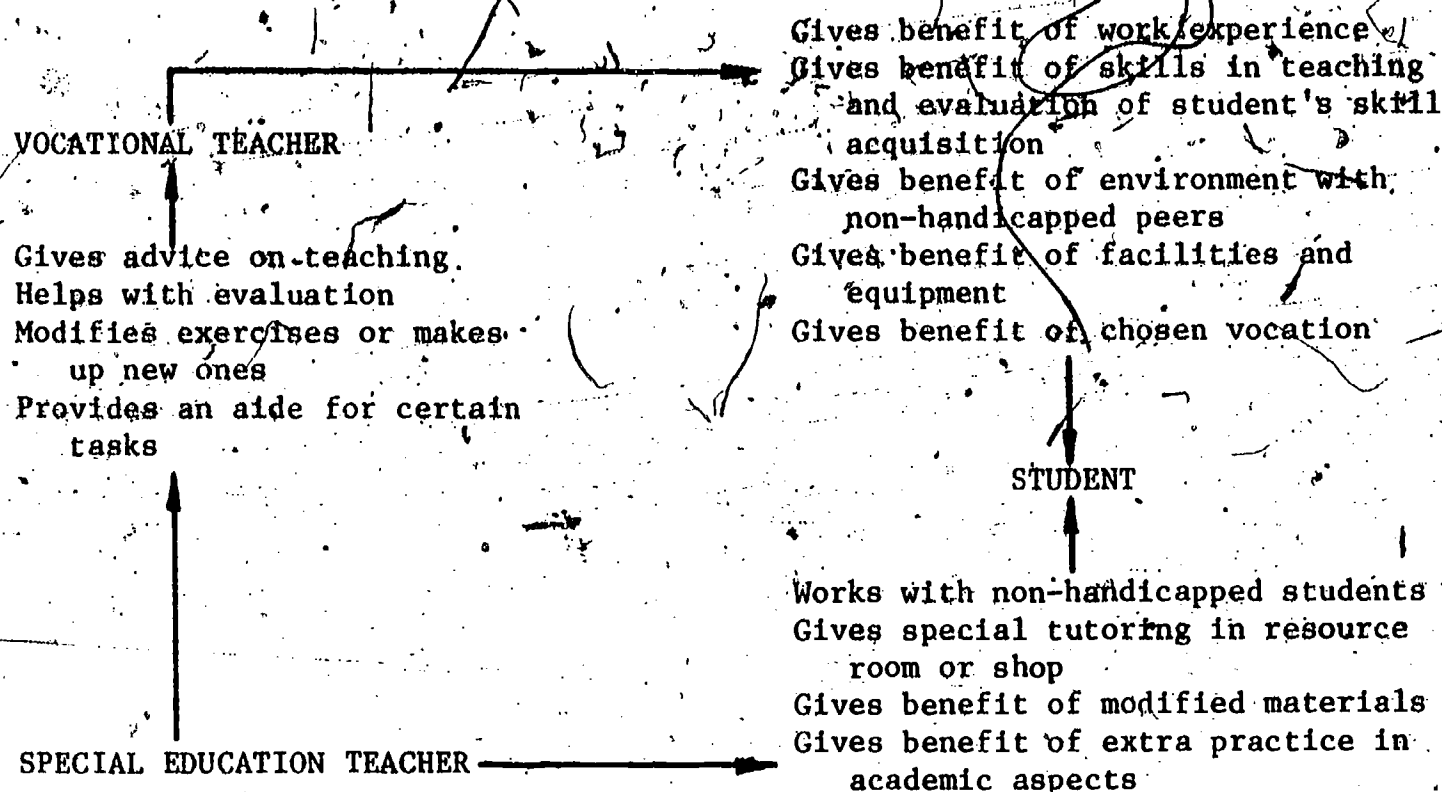 VOCATIONAL TEACHER
Gives advice on teaching
Helps with evaluation
Modifies exercises or makes
up new ones
Provides an aide for certain
tasks
SPECIAL EDUCATION TEACHER
Gives benefit of work experience
Gives benefit of skills in teaching
and evaluation of student's skill
acquisition
Gives benefit of environment with
non-handicapped peers
Gives benefit of facilities and
equipment
Gives benefit of chosen vocation
STUDENT
Works with non-handicapped students
Gives special tutoring in resource
room or shop
Gives benefit of modified materials
Gives benefit of extra practice in
academic aspects